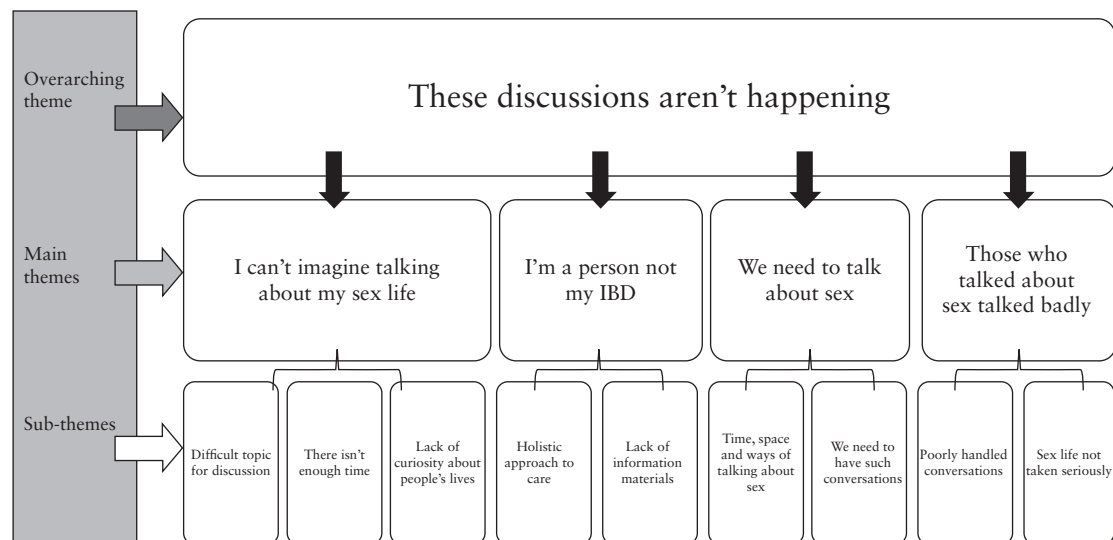 Overarching
theme
These discussions aren't happening
Main
themes
I can't imagine talking
about my sex life
I'm a person not
my IBD
We need to talk
about sex
Those who
talked about
sex talked badly
Sub-themes
Difficult topic
for discussion
There isn't
enough time
Lack of
curiosity about
people's lives
Holistic
approach to
care
Lack of
information
materials
Time, space
and ways of
talking about
sex
We need to
have such
conversations
Poorly handled
conversations
Sex life not
taken seriously